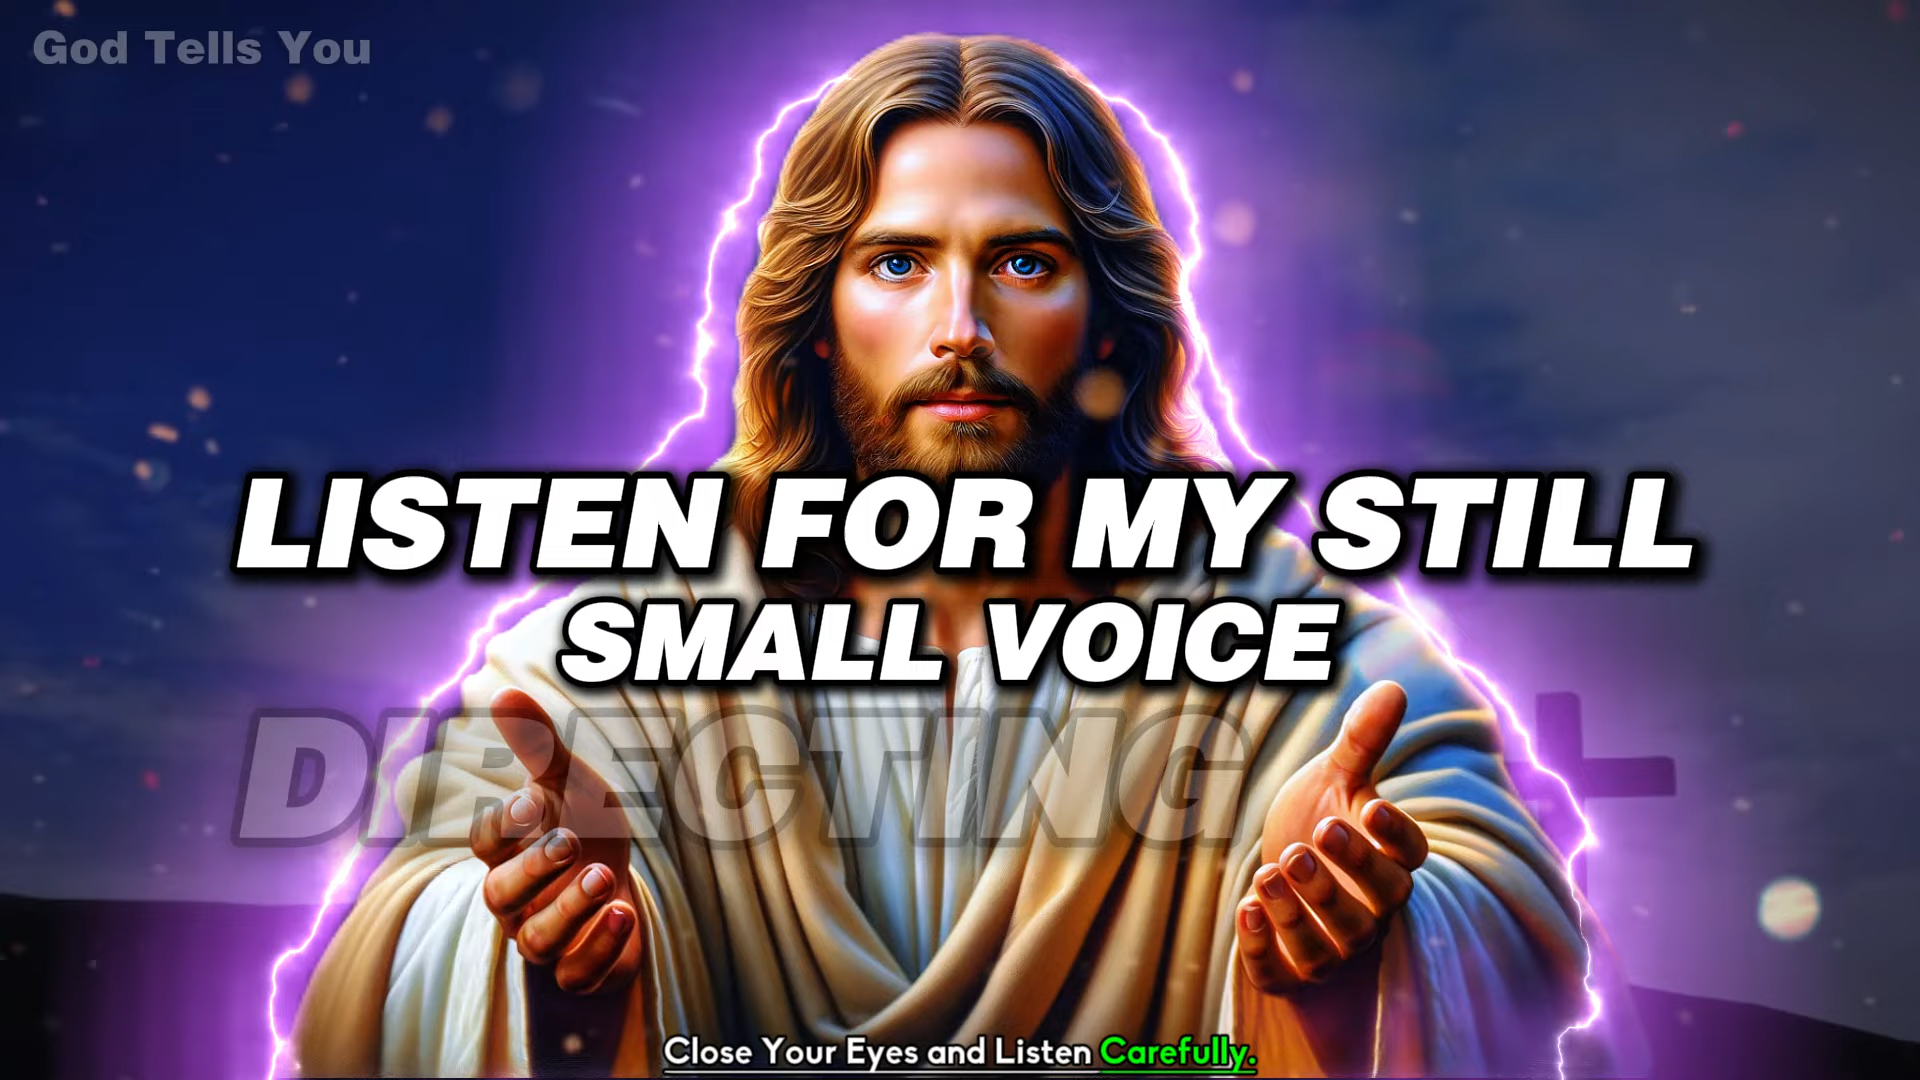 God Tells You
LISTEN FOR MY STILL
SMALL VOICE
DIRECTING
Close Your Eyes and Listen Carefully.